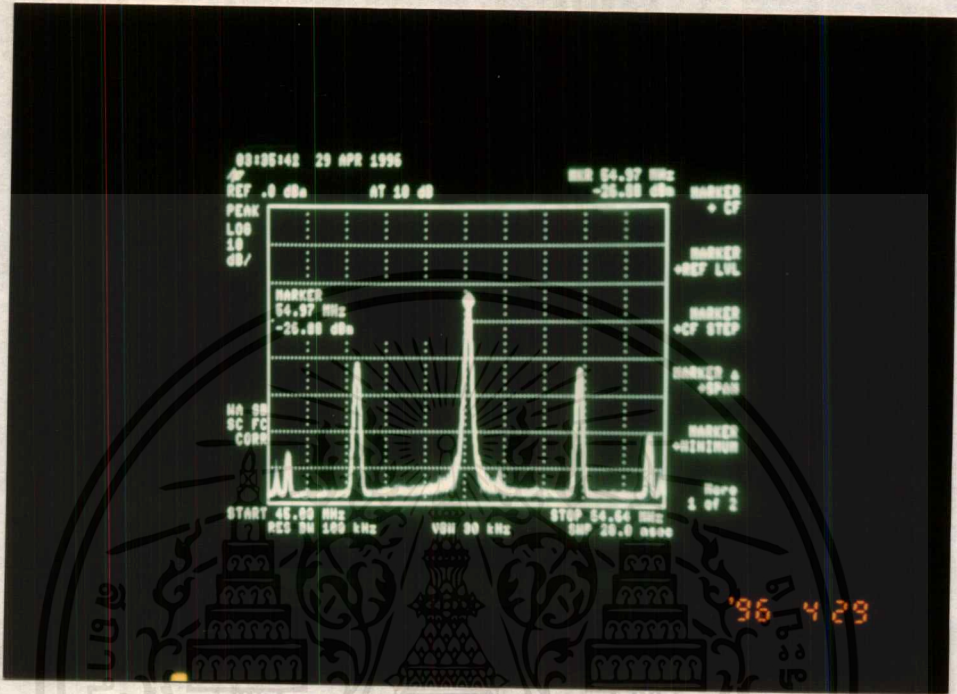 03:35:42 29 APR 1996
REF .0 dBm AT 10 dB
MKR 54.97 MHz
-26.88 dBm
PEAK
LOG
10
dB/
MARKER
54.97 MHz
-26.88 dBm
WA SB
SC FC
CORR
START 45.00 MHz
STOP 64.64 MHz
RES BW 100 kHz
VBW 30 kHz
SWP 20.0 msec
MARKER
→ CF
MARKER
→REF LVL
MARKER
→CF STEP
MARKER Δ
→SPAN
MARKER
→MINIMUM
More
1 of 2
'96 4 29